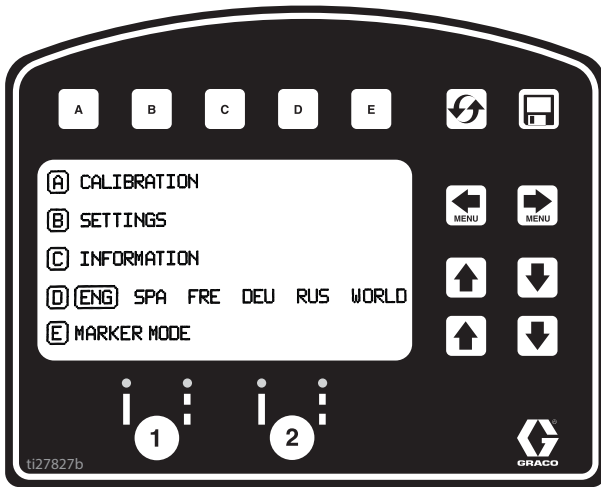 A B C D E
A CALIBRATION
B SETTINGS
C INFORMATION
D ENG SPA FRE DEU RUS WORLD
E MARKER MODE
MENU MENU
1 2
ti27827b
GRACO
®